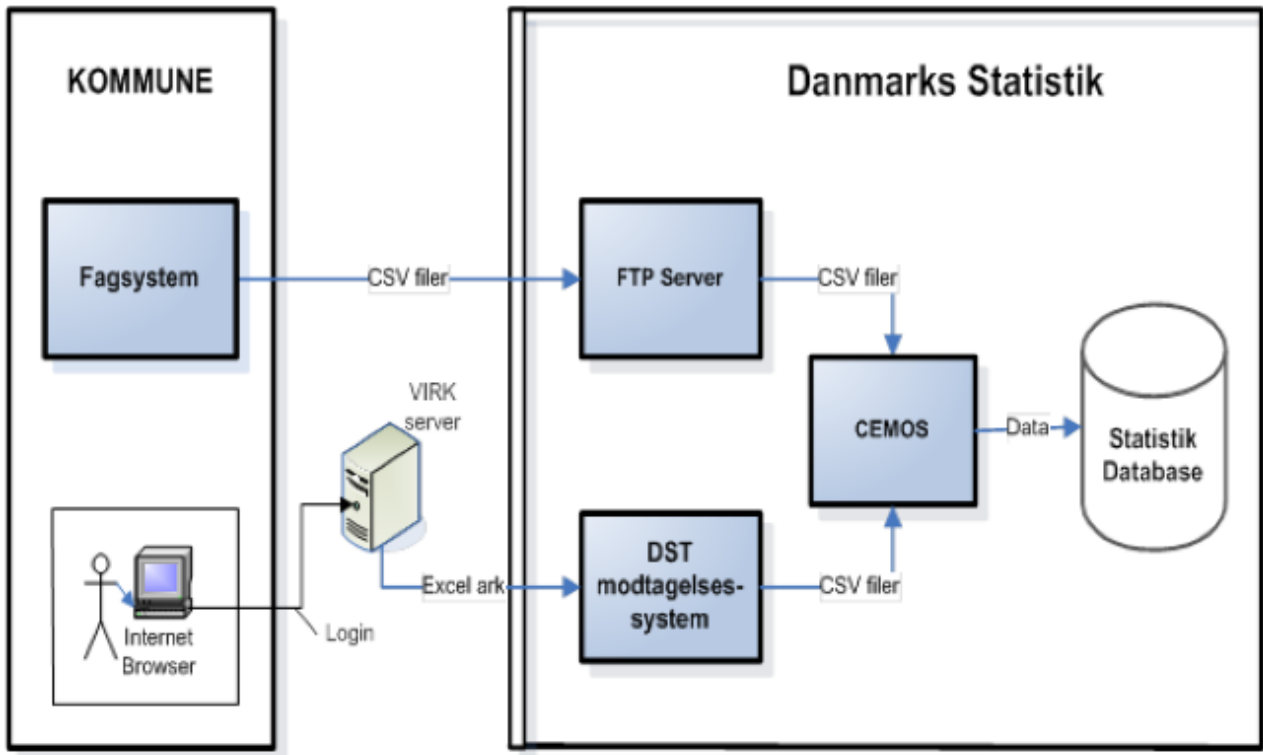 KOMMUNE
Danmarks Statistik
Fagsystem
CSV filer
FTP Server
CSV filer
VIRK
server
CEMOS
Data
Statistik
Database
DST
modtagelses-
system
Excel ark
CSV filer
Login
Internet
Browser